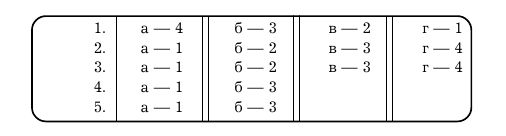 1. а — 4 б — 3 в — 2 г — 1
2. а — 1 б — 2 в — 3 г — 4
3. а — 1 б — 2 в — 3 г — 4
4. а — 1 б — 3
5. а — 1 б — 3